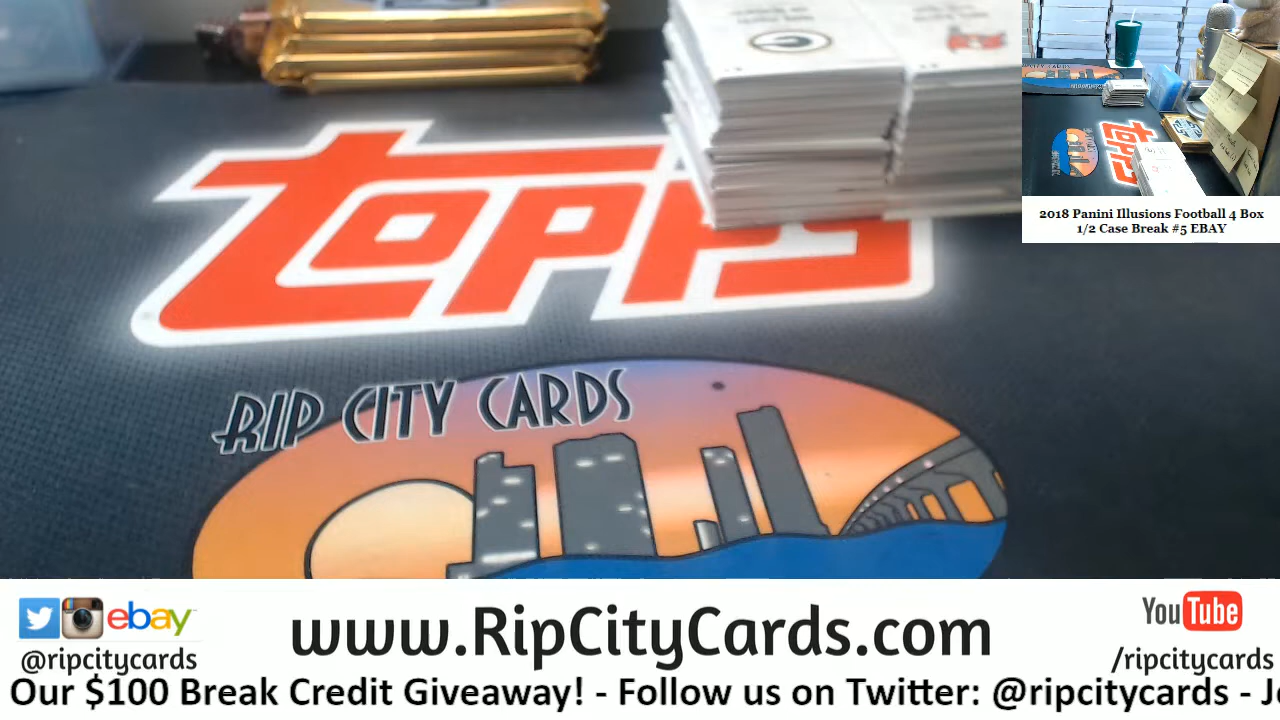 TOPPS
RIP CITY CARDS
2018 Panini Illusions Football 4 Box
1/2 Case Break #5 EBAY
ebay
@ripcitycards
www.RipCityCards.com
YouTube
/ripcitycards
Our $100 Break Credit Giveaway! - Follow us on Twitter: @ripcitycards -